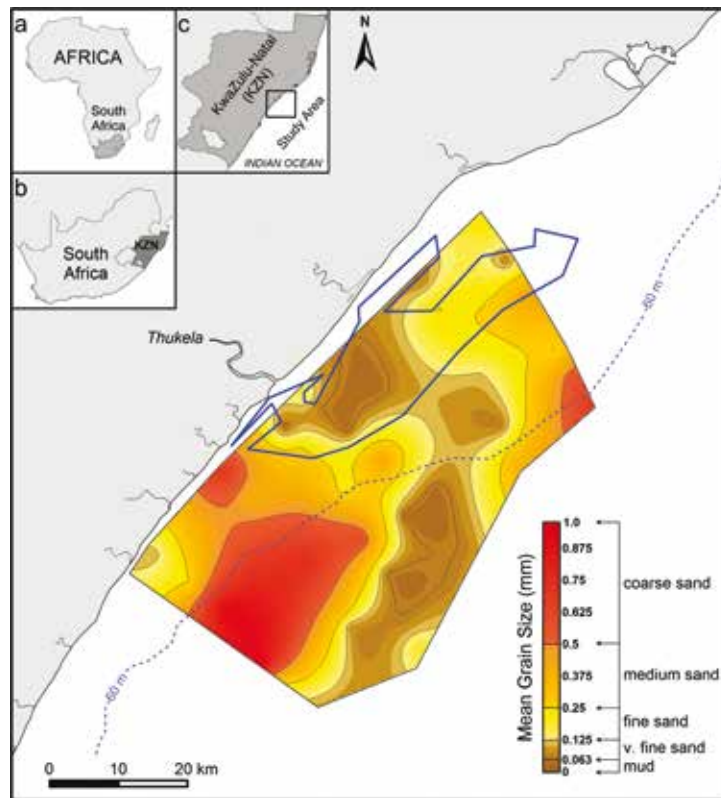 a
AFRICA
South
Africa
b
South
Africa
KZN
c
KwaZulu-Natal
(KZN)
Study Area
INDIAN OCEAN
N
Thukela
-60 m
-60 m
Mean Grain Size (mm)
1.0
0.875
0.75
0.625
0.5
0.375
0.25
0.125
0.063
0
coarse sand
medium sand
fine sand
v. fine sand
mud
0 10 20 km